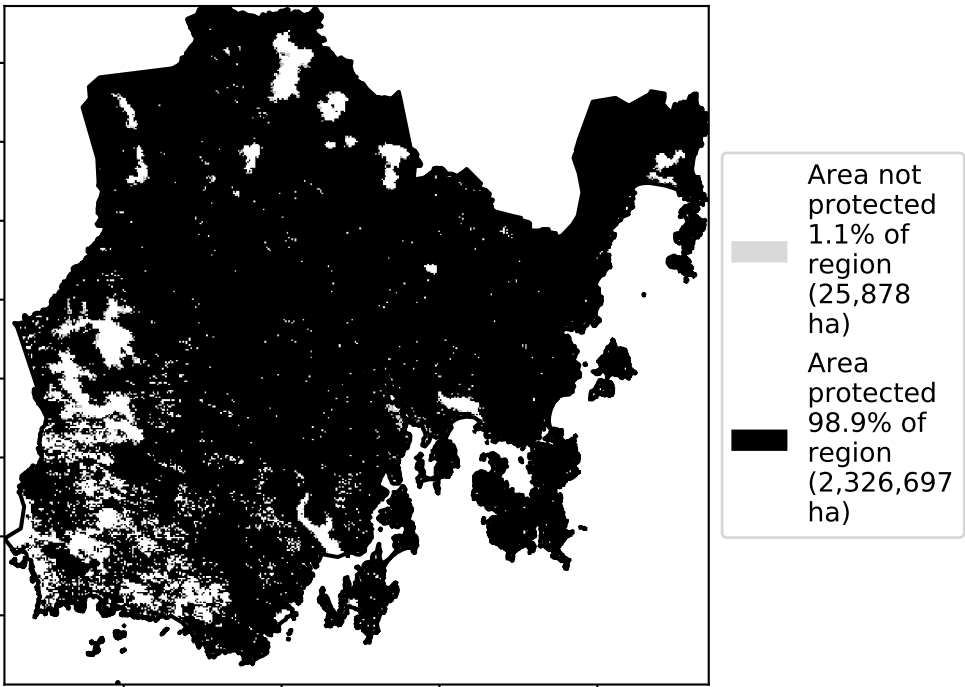 Area not
protected
1.1% of
region
(25,878
ha)
Area
protected
98.9% of
region
(2,326,697
ha)